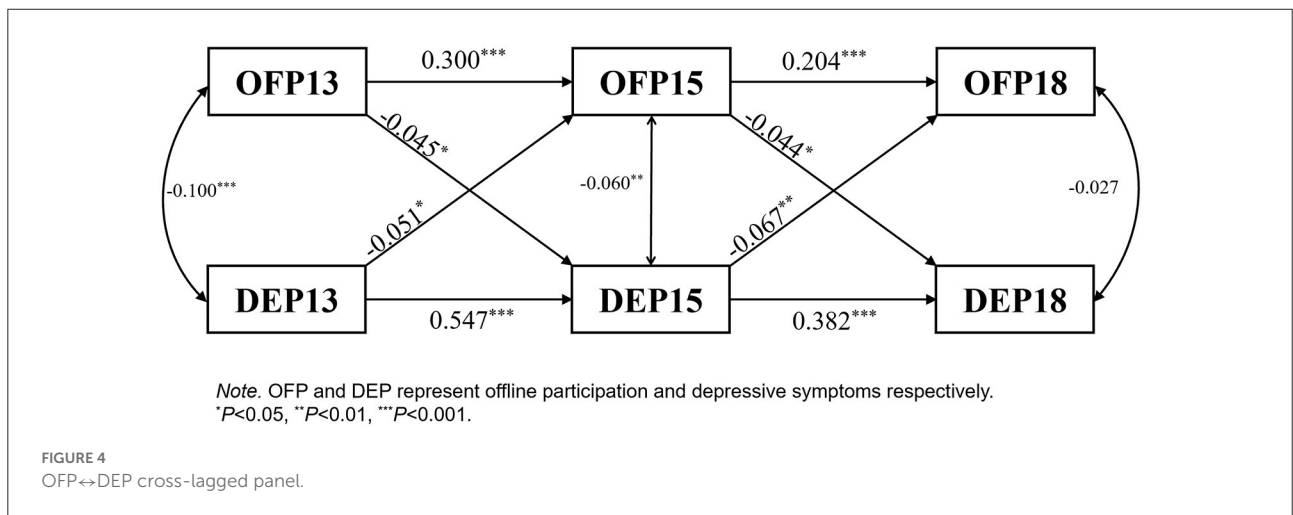 OFP13 0.300*** OFP15 0.204*** OFP18
-0.045* -0.044*
-0.100*** -0.060** -0.027
-0.051* -0.067**
DEP13 0.547*** DEP15 0.382*** DEP18
Note. OFP and DEP represent offline participation and depressive symptoms respectively.
*P<0.05, **P<0.01, ***P<0.001.
FIGURE 4
OFP↔DEP cross-lagged panel.